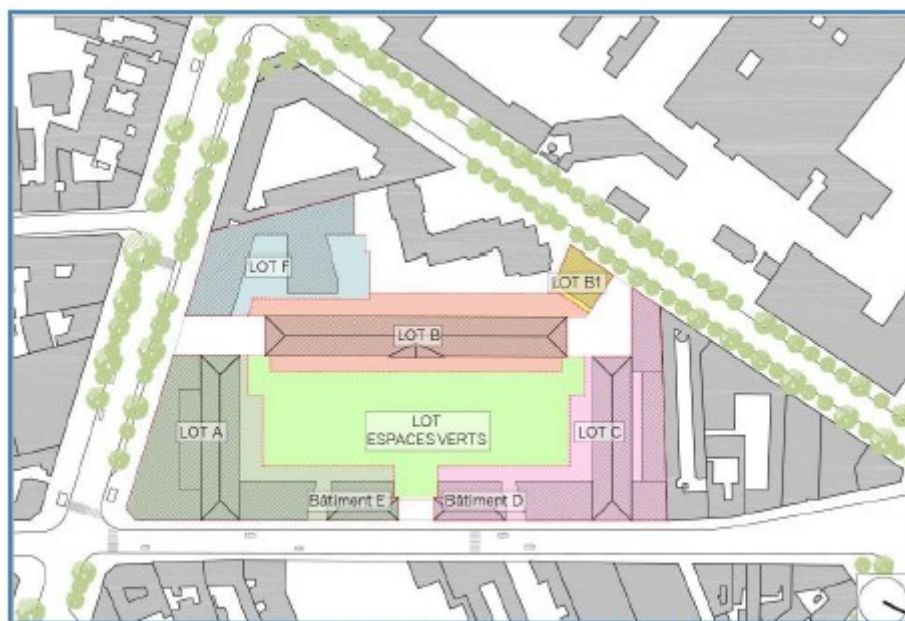 LOT F
LOT B1
LOT B
LOT A
LOT
ESPACES VERTS
LOT C
Bâtiment E
Bâtiment D